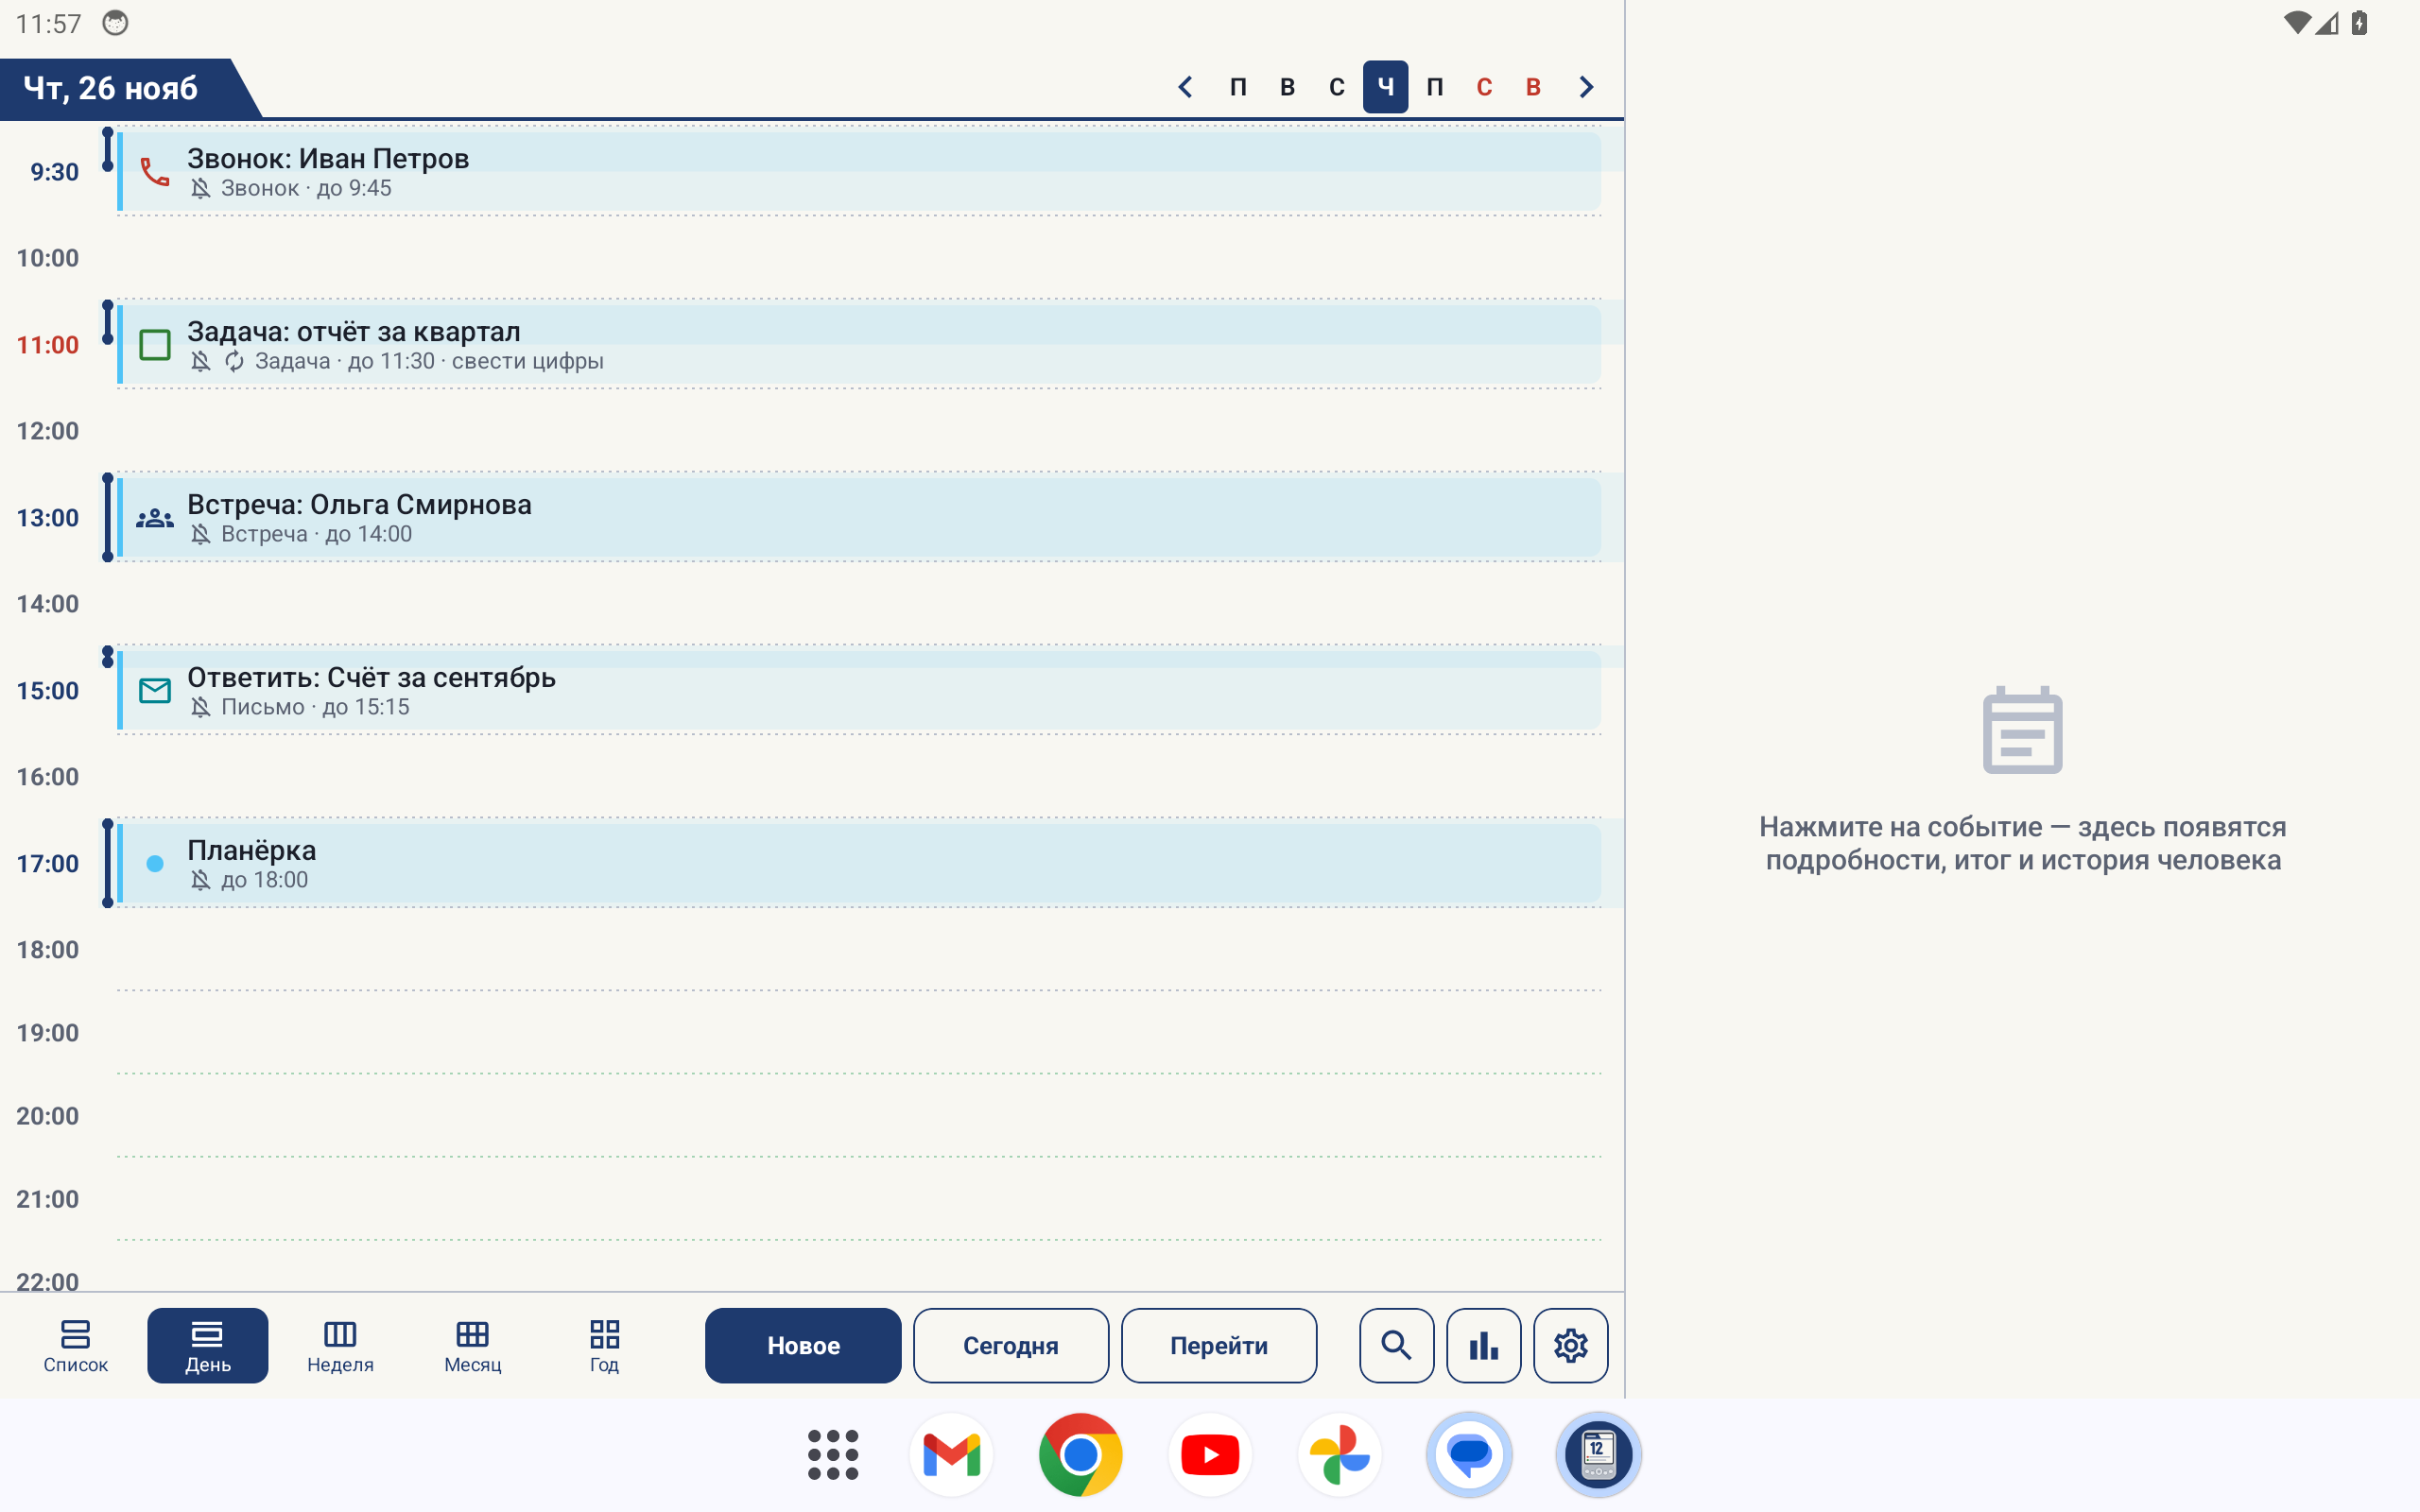 11:57
Чт, 26 нояб
П В С Ч П С В
9:30
Звонок: Иван Петров
Звонок · до 9:45
10:00
11:00
Задача: отчёт за квартал
Задача · до 11:30 · свести цифры
12:00
13:00
Встреча: Ольга Смирнова
Встреча · до 14:00
14:00
15:00
Ответить: Счёт за сентябрь
Письмо · до 15:15
16:00
17:00
Планёрка
до 18:00
18:00
19:00
20:00
21:00
22:00
Нажмите на событие — здесь появятся
подробности, итог и история человека
Список День Неделя Месяц Год
Новое Сегодня Перейти
12